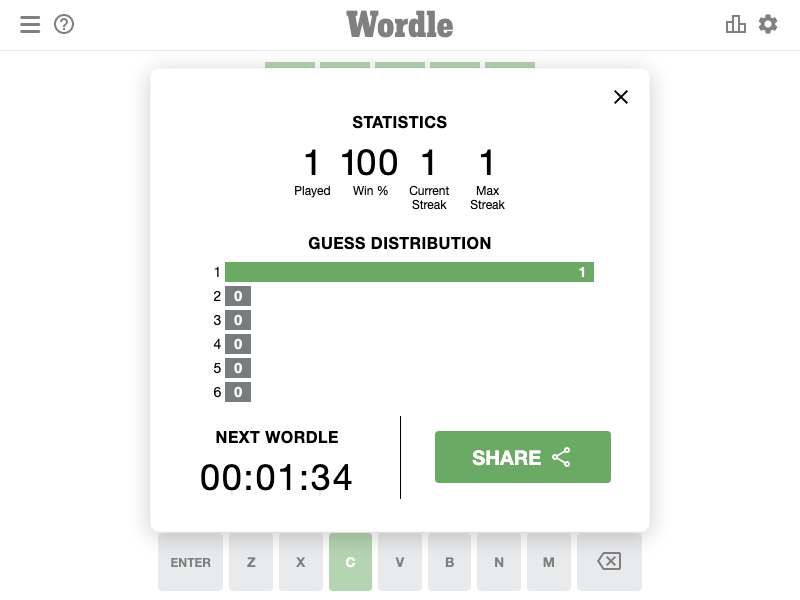 Wordle
STATISTICS
1 100 1 1
Played Win % Current Streak Max Streak
GUESS DISTRIBUTION
1 1
2 0
3 0
4 0
5 0
6 0
NEXT WORDLE
00:01:34
SHARE
ENTER Z X C V B N M